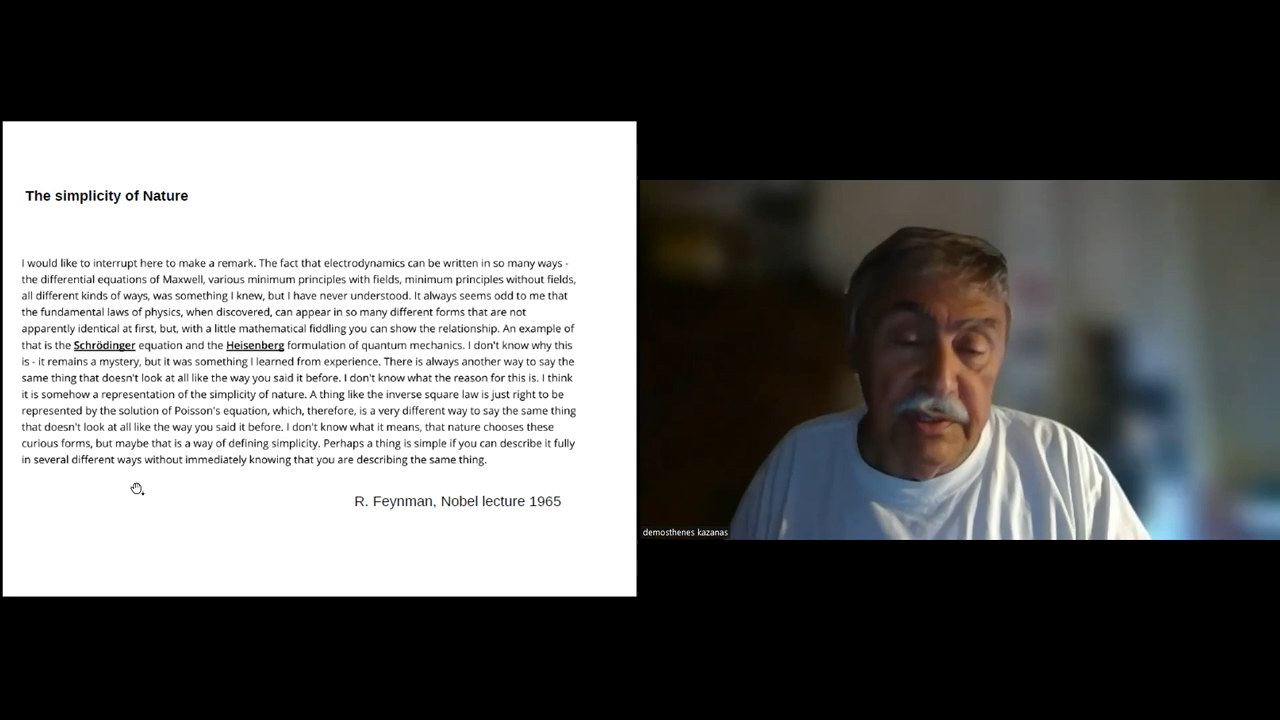 The simplicity of Nature
I would like to interrupt here to make a remark. The fact that electrodynamics can be written in so many ways -
the differential equations of Maxwell, various minimum principles with fields, minimum principles without fields,
all different kinds of ways, was something I knew, but I have never understood. It always seems odd to me that
the fundamental laws of physics, when discovered, can appear in so many different forms that are not
apparently identical at first, but, with a little mathematical fiddling you can show the relationship. An example of
that is the Schrödinger equation and the Heisenberg formulation of quantum mechanics. I don't know why this
is - it remains a mystery, but it was something I learned from experience. There is always another way to say the
same thing that doesn't look at all like the way you said it before. I don't know what the reason for this is. I think
it is somehow a representation of the simplicity of nature. A thing like the inverse square law is just right to be
represented by the solution of Poisson's equation, which, therefore, is a very different way to say the same thing
that doesn't look at all like the way you said it before. I don't know what it means, that nature chooses these
curious forms, but maybe that is a way of defining simplicity. Perhaps a thing is simple if you can describe it fully
in several different ways without immediately knowing that you are describing the same thing.
R. Feynman, Nobel lecture 1965
demosthenes kazanas